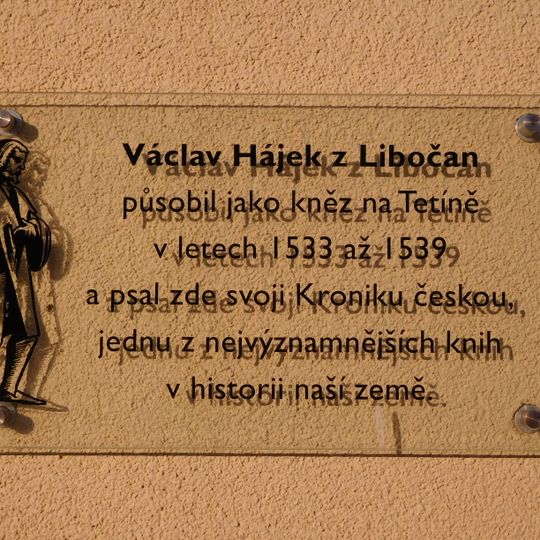 Václav Hájek z Libočan
působil jako kněz na Tetíně
v letech 1533 až 1539
a psal zde svoji Kroniku českou,
jednu z nejvýznamnějších knih
v historii naší země.